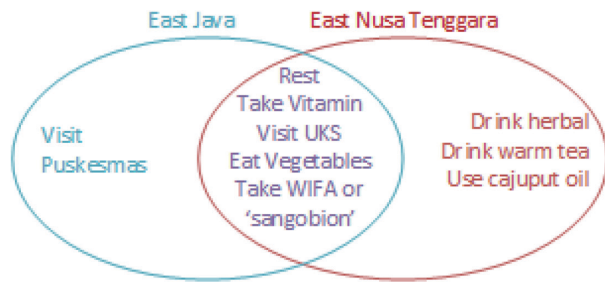 East Java
East Nusa Tenggara
Visit
Puskesmas
Rest
Take Vitamin
Visit UKS
Eat Vegetables
Take WIFA or
'sangobion'
Drink herbal
Drink warm tea
Use cajuput oil